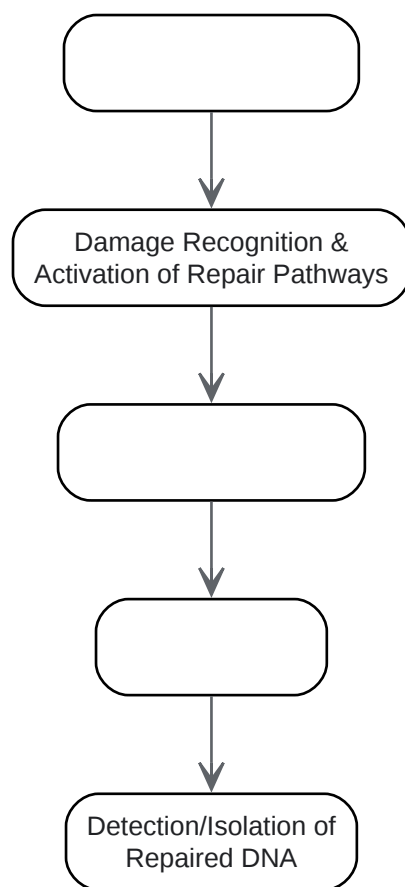 Damage Recognition &
Activation of Repair Pathways
Detection/Isolation of
Repaired DNA